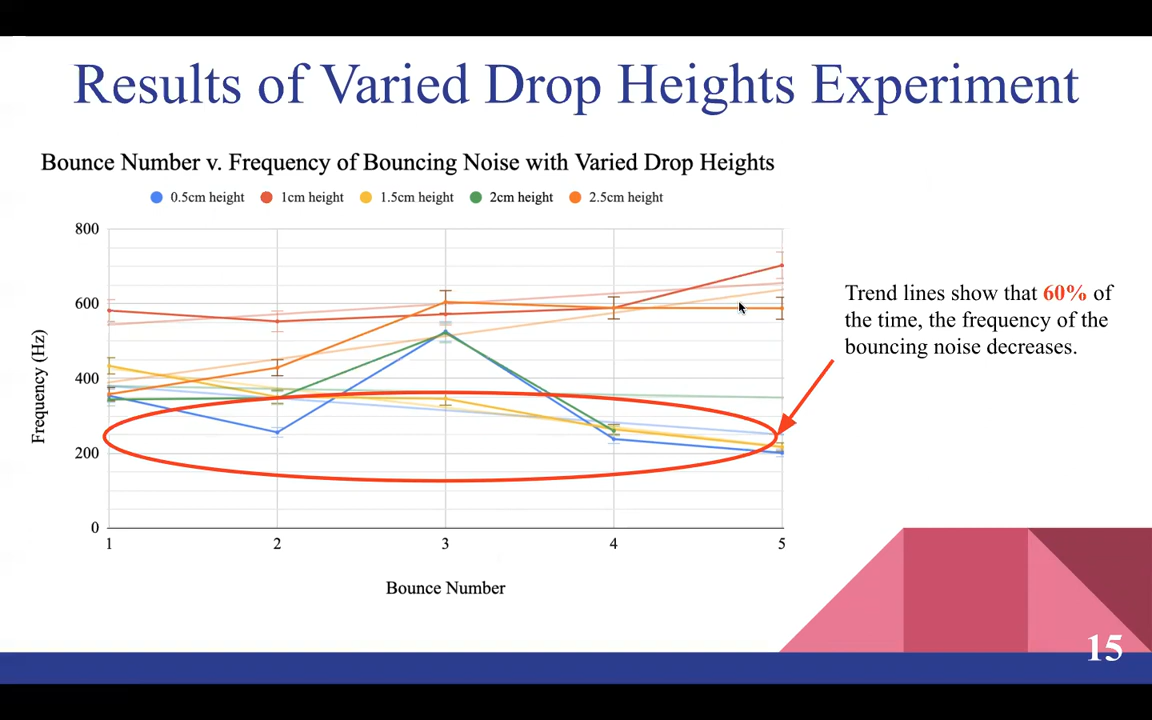 Results of Varied Drop Heights Experiment
Bounce Number v. Frequency of Bouncing Noise with Varied Drop Heights
0.5cm height 1cm height 1.5cm height 2cm height 2.5cm height
800
600
400
200
0
Frequency (Hz)
1 2 3 4 5
Bounce Number
Trend lines show that 60% of
the time, the frequency of the
bouncing noise decreases.
15